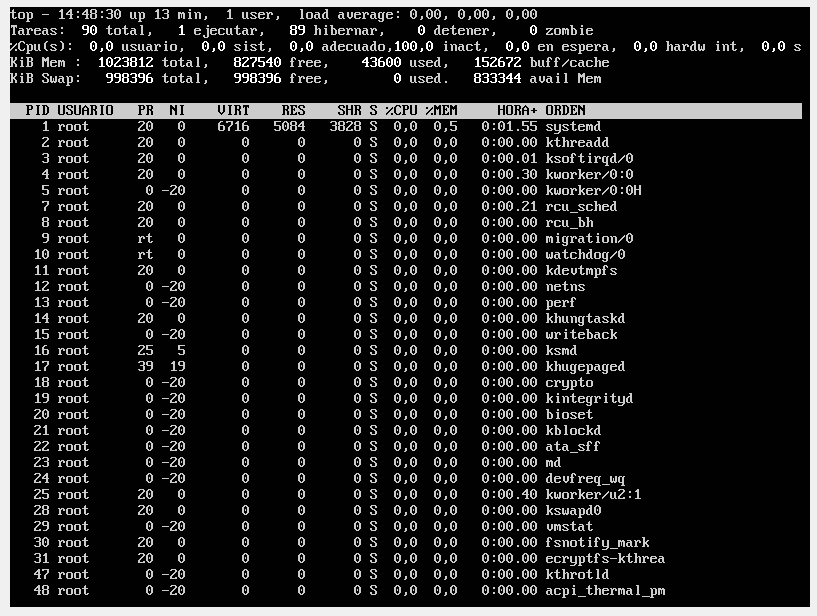 top - 14:48:30 up 13 min,  1 user,  load average: 0,00, 0,00, 0,00
Tareas:  90 total,   1 ejecutar,  89 hibernar,   0 detener,    0 zombie
%Cpu(s):  0,0 usuario,  0,0 sist,  0,0 adecuado,100,0 inact,  0,0 en espera,  0,0 hardw int,  0,0 s
KiB Mem :  1023812 total,   827540 free,    43600 used,   152672 buff/cache
KiB Swap:   998396 total,   998396 free,        0 used.   833344 avail Mem
PID USUARIO   PR  NI    VIRT    RES    SHR S %CPU %MEM     HORA+ ORDEN
1 root      20   0    6716   5084   3828 S  0,0  0,5   0:01.55 systemd
2 root      20   0       0      0      0 S  0,0  0,0   0:00.00 kthreadd
3 root      20   0       0      0      0 S  0,0  0,0   0:00.01 ksoftirqd/0
4 root      20   0       0      0      0 S  0,0  0,0   0:00.30 kworker/0:0
5 root       0 -20       0      0      0 S  0,0  0,0   0:00.00 kworker/0:0H
7 root      20   0       0      0      0 S  0,0  0,0   0:00.21 rcu_sched
8 root      20   0       0      0      0 S  0,0  0,0   0:00.00 rcu_bh
9 root      rt   0       0      0      0 S  0,0  0,0   0:00.00 migration/0
10 root      rt   0       0      0      0 S  0,0  0,0   0:00.00 watchdog/0
11 root      20   0       0      0      0 S  0,0  0,0   0:00.00 kdevtmpfs
12 root       0 -20       0      0      0 S  0,0  0,0   0:00.00 netns
13 root       0 -20       0      0      0 S  0,0  0,0   0:00.00 perf
14 root      20   0       0      0      0 S  0,0  0,0   0:00.00 khungtaskd
15 root       0 -20       0      0      0 S  0,0  0,0   0:00.00 writeback
16 root      25   5       0      0      0 S  0,0  0,0   0:00.00 ksmd
17 root      39  19       0      0      0 S  0,0  0,0   0:00.00 khugepaged
18 root       0 -20       0      0      0 S  0,0  0,0   0:00.00 crypto
19 root       0 -20       0      0      0 S  0,0  0,0   0:00.00 kintegrityd
20 root       0 -20       0      0      0 S  0,0  0,0   0:00.00 bioset
21 root       0 -20       0      0      0 S  0,0  0,0   0:00.00 kblockd
22 root       0 -20       0      0      0 S  0,0  0,0   0:00.00 ata_sff
23 root       0 -20       0      0      0 S  0,0  0,0   0:00.00 md
24 root       0 -20       0      0      0 S  0,0  0,0   0:00.00 devfreq_wq
25 root      20   0       0      0      0 S  0,0  0,0   0:00.40 kworker/u2:1
28 root      20   0       0      0      0 S  0,0  0,0   0:00.00 kswapd0
29 root       0 -20       0      0      0 S  0,0  0,0   0:00.00 vmstat
30 root      20   0       0      0      0 S  0,0  0,0   0:00.00 fsnotify_mark
31 root      20   0       0      0      0 S  0,0  0,0   0:00.00 ecryptfs-kthrea
47 root       0 -20       0      0      0 S  0,0  0,0   0:00.00 kthrotld
48 root       0 -20       0      0      0 S  0,0  0,0   0:00.00 acpi_thermal_pm